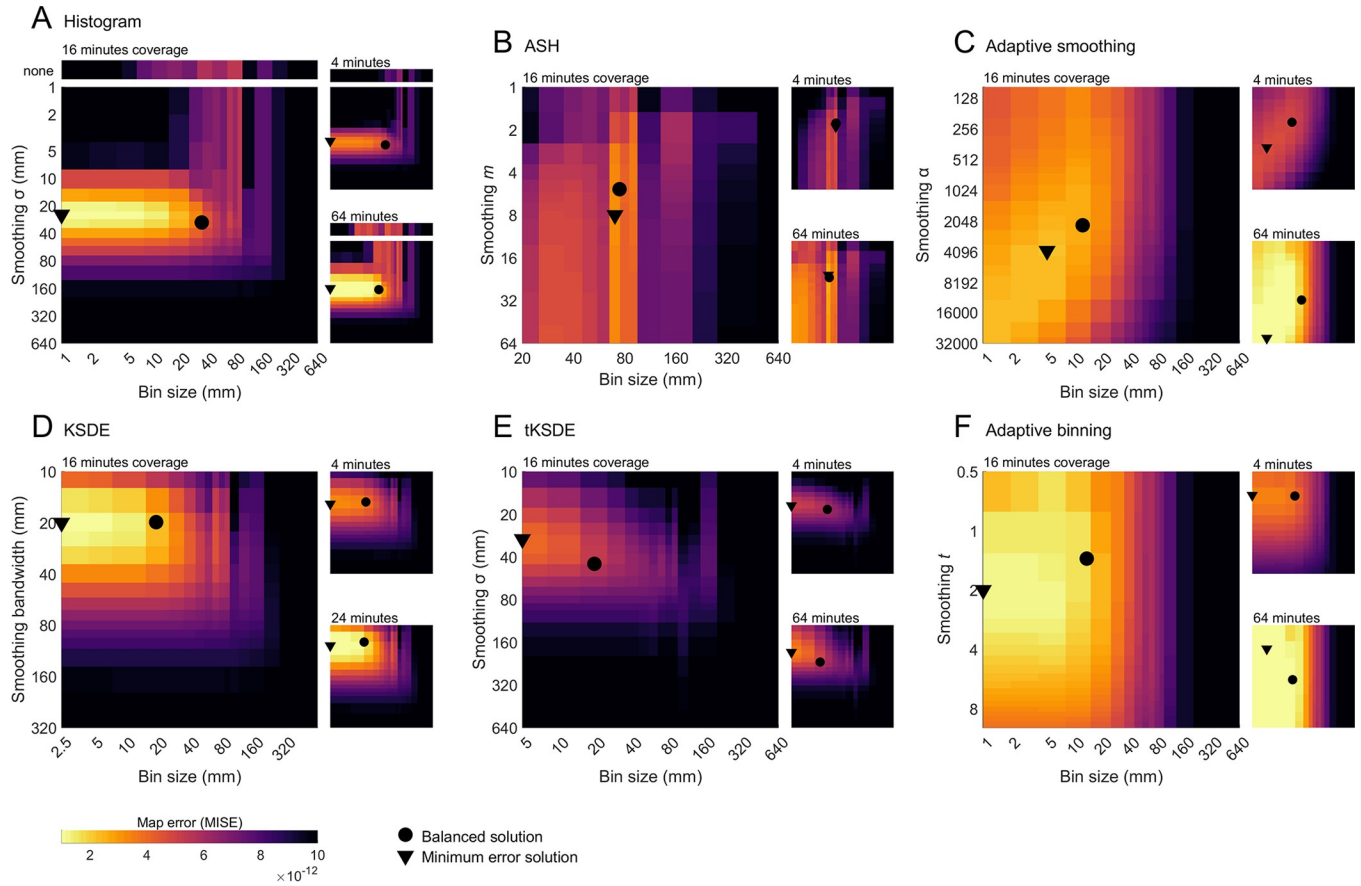 A Histogram
16 minutes coverage
none
1
2
5
10
20
40
80
160
320
640
Smoothing σ (mm)
1 2 5 10 20 40 80 160 320 640
Bin size (mm)
4 minutes
64 minutes
B ASH
16 minutes coverage
1
2
4
8
16
32
64
Smoothing m
20 40 80 160 320 640
Bin size (mm)
4 minutes
64 minutes
C Adaptive smoothing
16 minutes coverage
128
256
512
1024
2048
4096
8192
16000
32000
Smoothing α
1 2 5 10 20 40 80 160 320 640
Bin size (mm)
4 minutes
64 minutes
D KSDE
16 minutes coverage
10
20
40
80
160
320
Smoothing bandwidth (mm)
2.5 5 10 20 40 80 160 320
Bin size (mm)
4 minutes
24 minutes
E tKSDE
16 minutes coverage
10
20
40
80
160
320
640
Smoothing σ (mm)
5 10 20 40 80 160 320 640
Bin size (mm)
4 minutes
64 minutes
F Adaptive binning
16 minutes coverage
0.5
1
2
4
8
Smoothing t
1 2 5 10 20 40 80 160 320 640
Bin size (mm)
4 minutes
64 minutes
Map error (MISE)
2 4 6 8 10
×10⁻¹²
Balanced solution
Minimum error solution